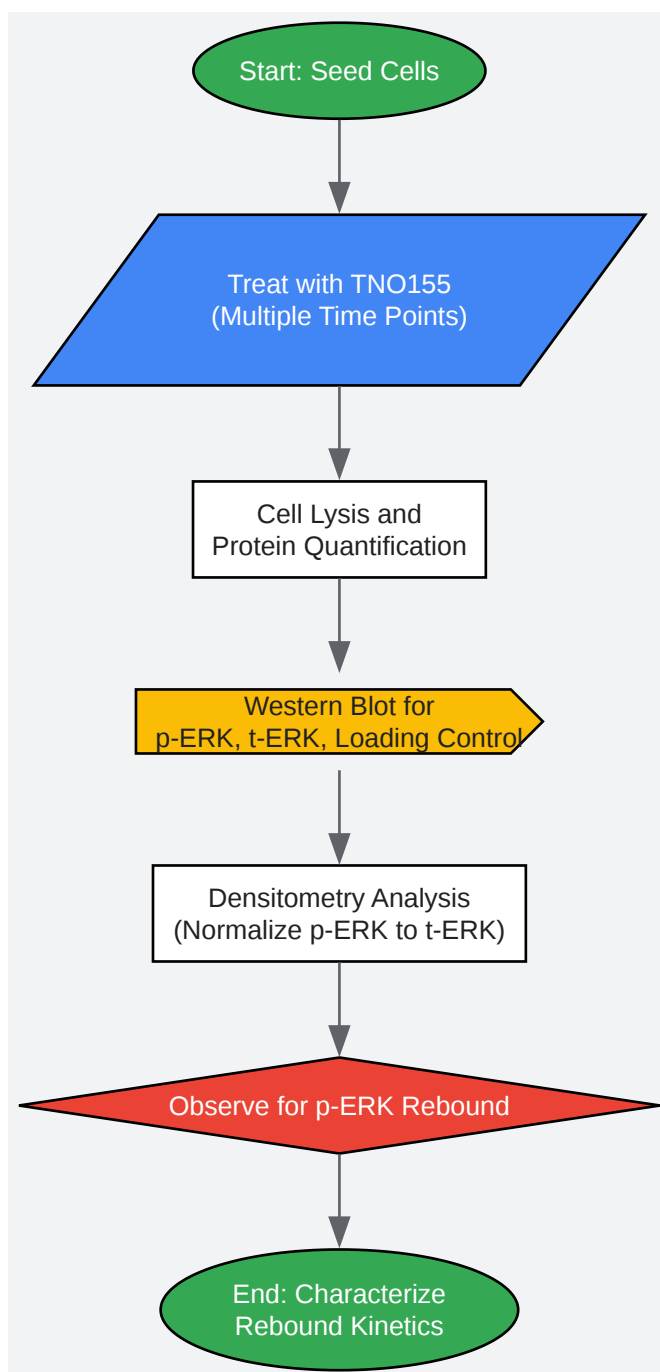 Start: Seed Cells
Treat with TNO155
(Multiple Time Points)
Cell Lysis and
Protein Quantification
Western Blot for
p-ERK, t-ERK, Loading Control
Densitometry Analysis
(Normalize p-ERK to t-ERK)
Observe for p-ERK Rebound
End: Characterize
Rebound Kinetics